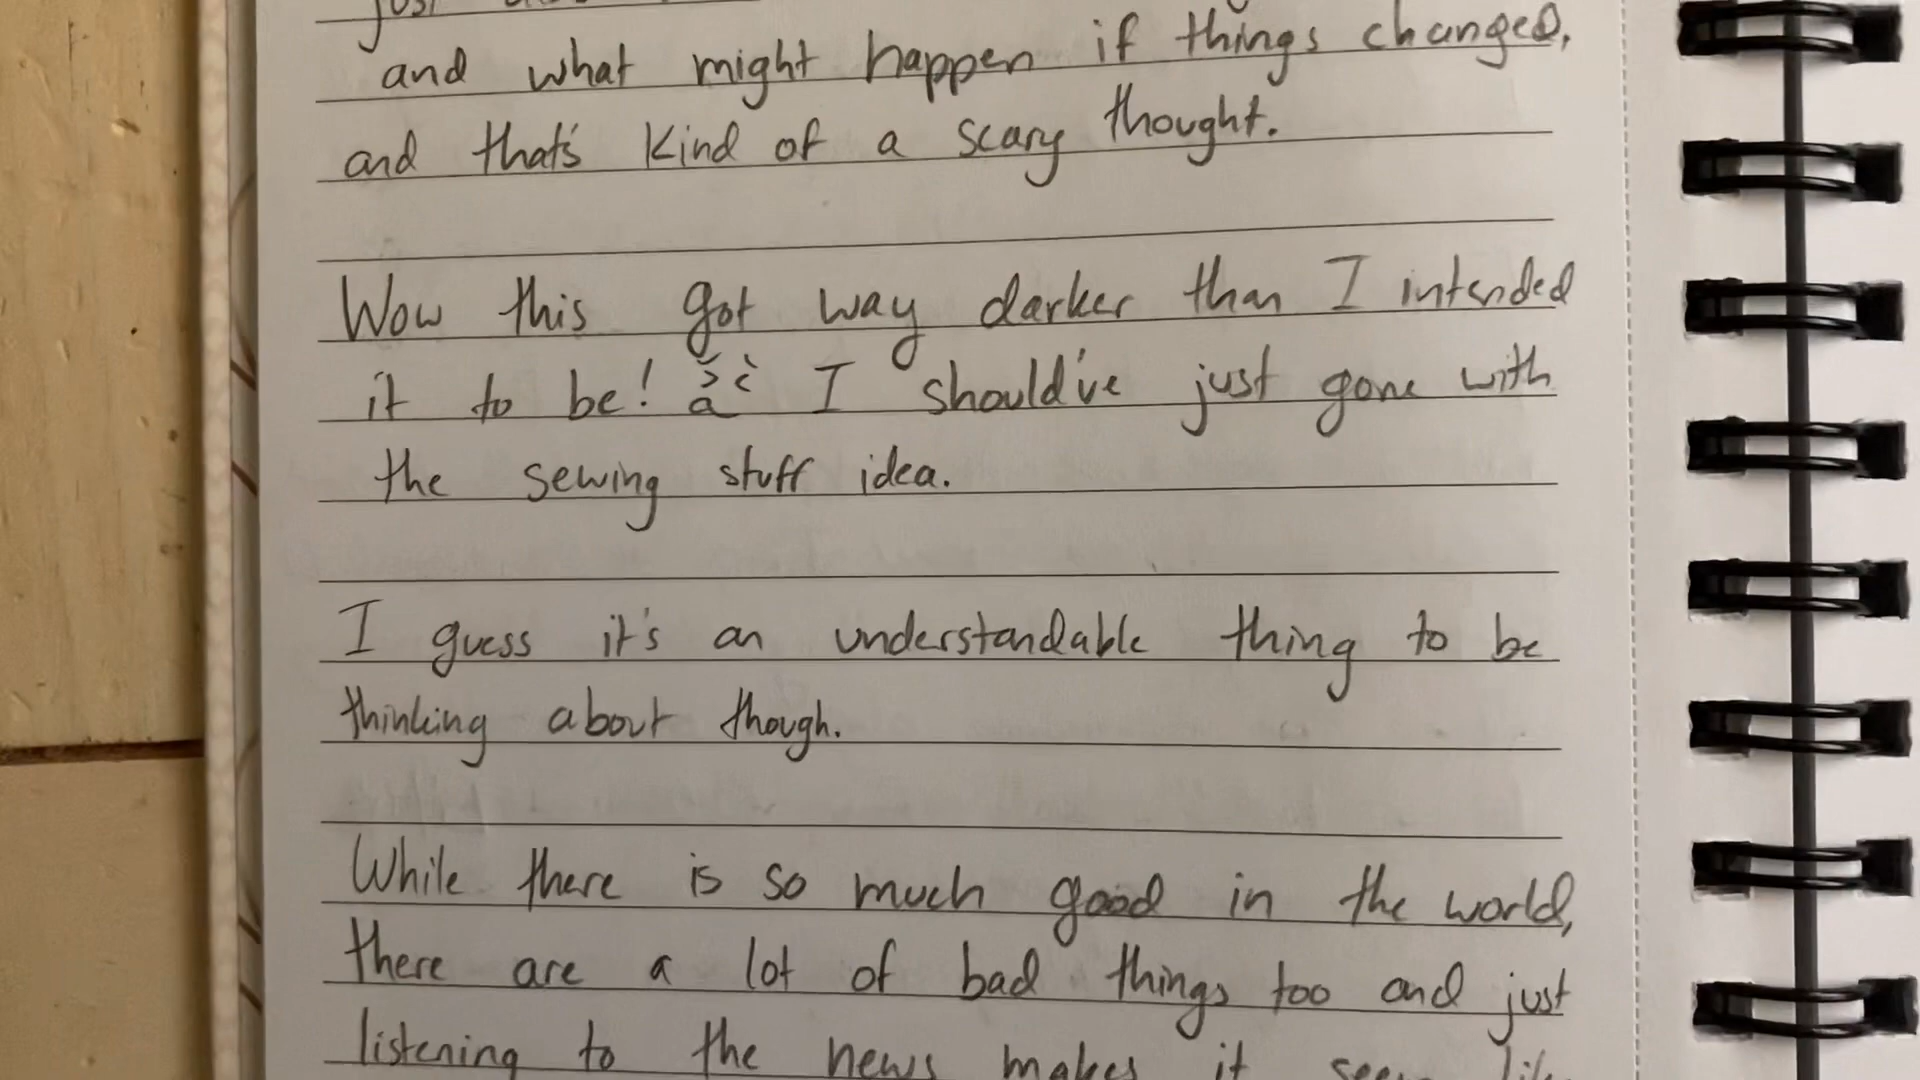 just
and what might happen if things changed,
and that's kind of a scary thought.
Wow this got way darker than I intended
it to be! I should've just gone with
the sewing stuff idea.
I guess it's an understandable thing to be
thinking about though.
While there is so much good in the world,
there are a lot of bad things too and just
listening to the news makes it